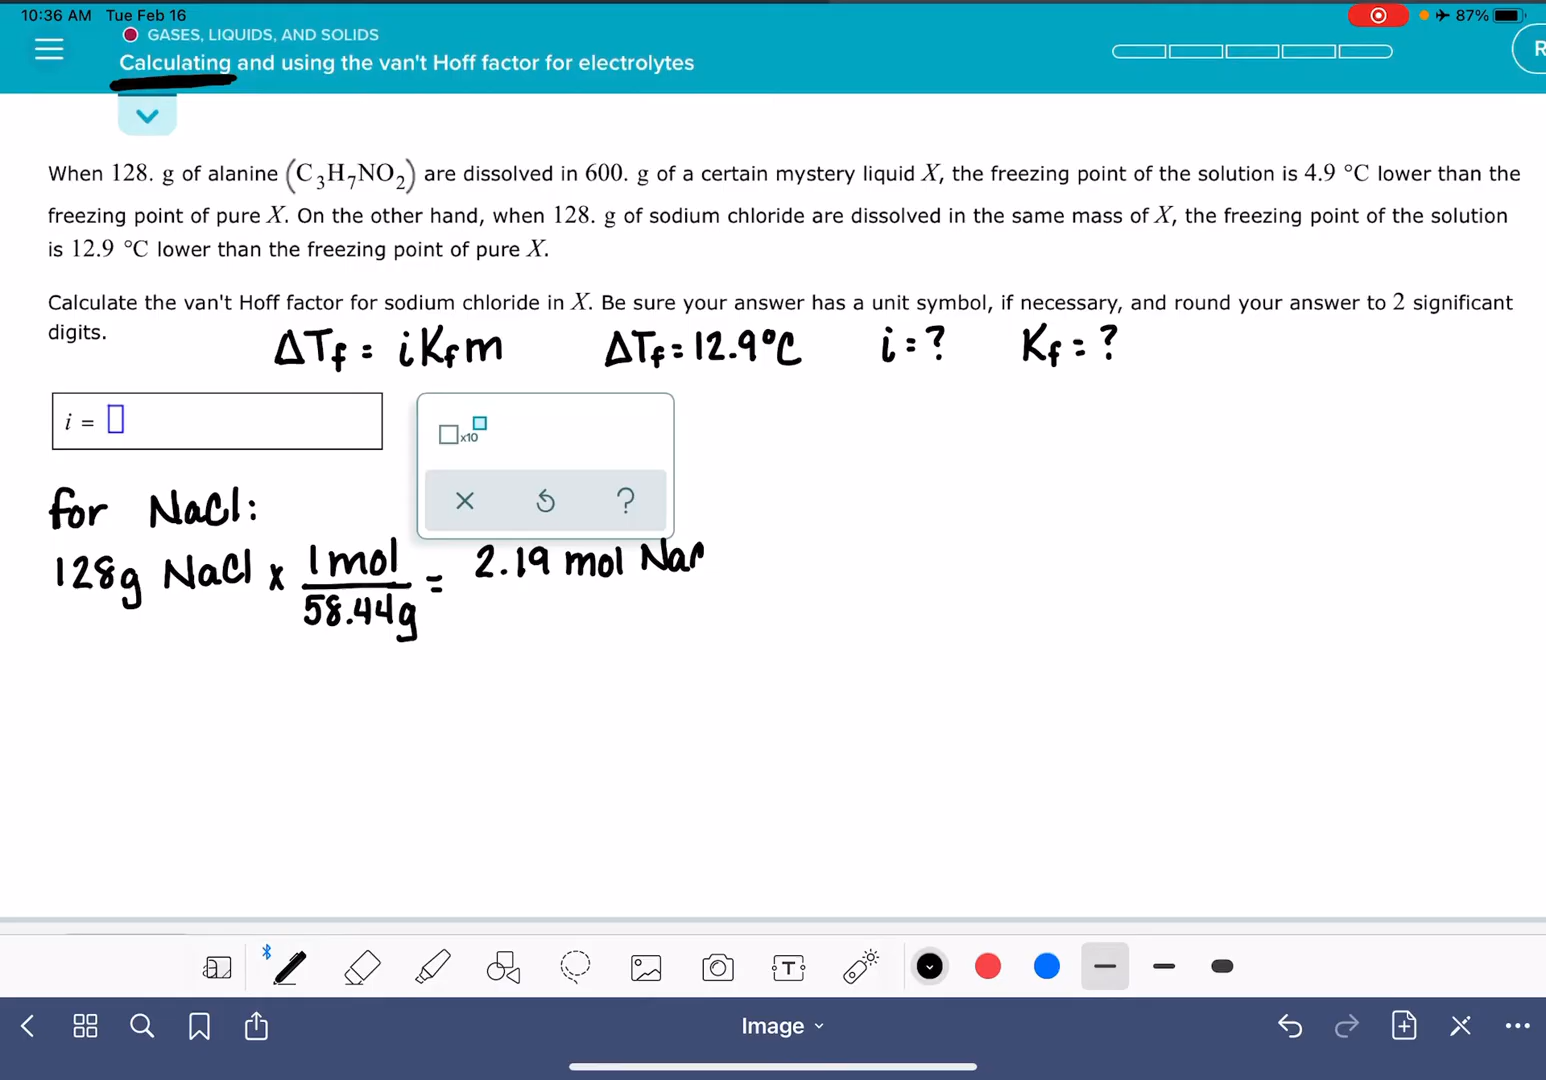 10:36 AM Tue Feb 16
87%
GASES, LIQUIDS, AND SOLIDS
Calculating and using the van't Hoff factor for electrolytes
R
When 128. g of alanine (C₃H₇NO₂) are dissolved in 600. g of a certain mystery liquid X, the freezing point of the solution is 4.9 °C lower than the
freezing point of pure X. On the other hand, when 128. g of sodium chloride are dissolved in the same mass of X, the freezing point of the solution
is 12.9 °C lower than the freezing point of pure X.
Calculate the van't Hoff factor for sodium chloride in X. Be sure your answer has a unit symbol, if necessary, and round your answer to 2 significant
digits.
ΔTf = iKfm ΔTf = 12.9°C i = ? Kf = ?
i =
x10
?
for NaCl:
128g NaCl x 1mol/58.44g = 2.19 mol Nar
T
Image